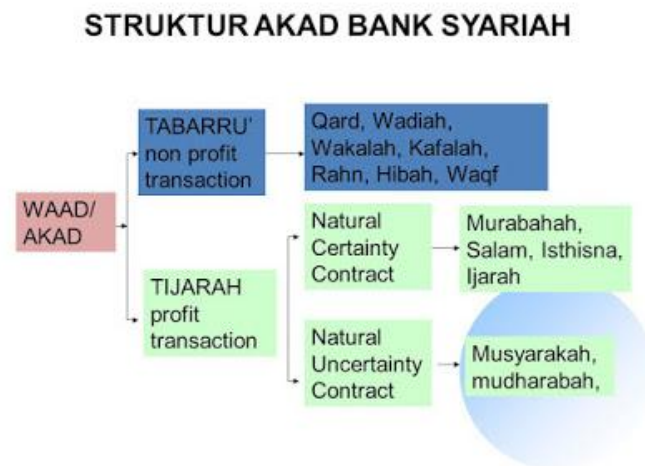 STRUKTUR AKAD BANK SYARIAH
TABARRU'
non profit
transaction
Qard, Wadiah,
Wakalah, Kafalah,
Rahn, Hibah, Waqf
WAAD/
AKAD
TIJARAH
profit
transaction
Natural
Certainty
Contract
Murabahah,
Salam, Isthisna,
Ijarah
Natural
Uncertainty
Contract
Musyarakah,
mudharabah,